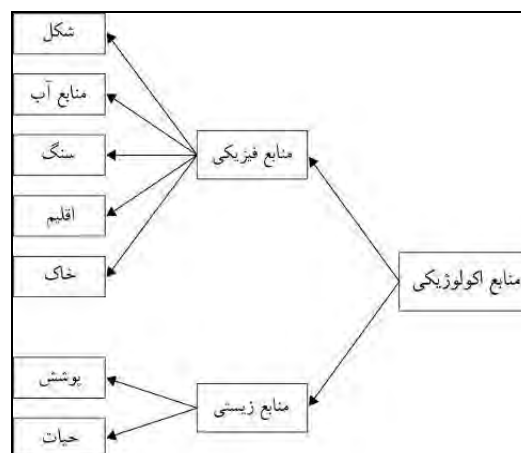 منابع اکولوژیکی
منابع فیزیکی
شکل
منابع آب
سنگ
اقلیم
خاک
منابع زیستی
پوشش
حیات